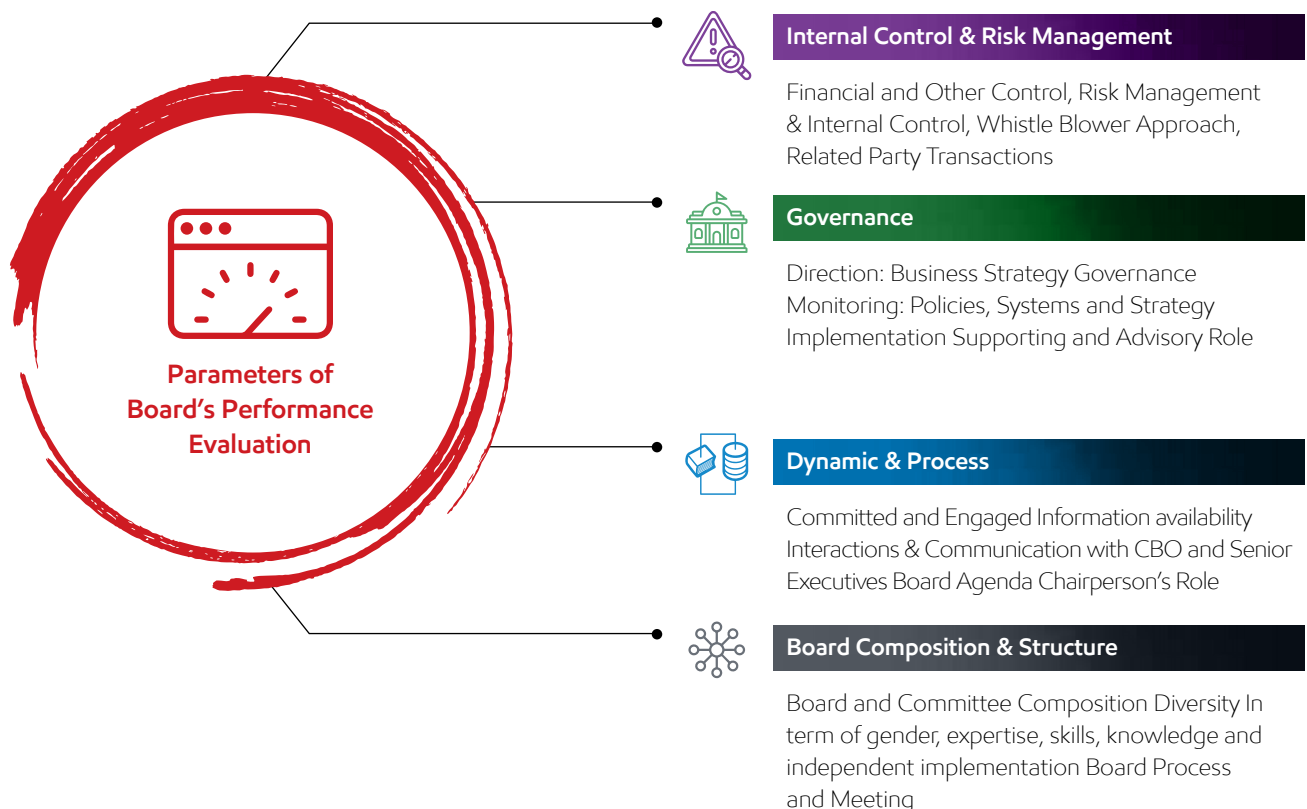 Parameters of
Board’s Performance
Evaluation
Internal Control & Risk Management
Financial and Other Control, Risk Management
& Internal Control, Whistle Blower Approach,
Related Party Transactions
Governance
Direction: Business Strategy Governance
Monitoring: Policies, Systems and Strategy
Implementation Supporting and Advisory Role
Dynamic & Process
Committed and Engaged Information availability
Interactions & Communication with CBO and Senior
Executives Board Agenda Chairperson’s Role
Board Composition & Structure
Board and Committee Composition Diversity In
term of gender, expertise, skills, knowledge and
independent implementation Board Process
and Meeting